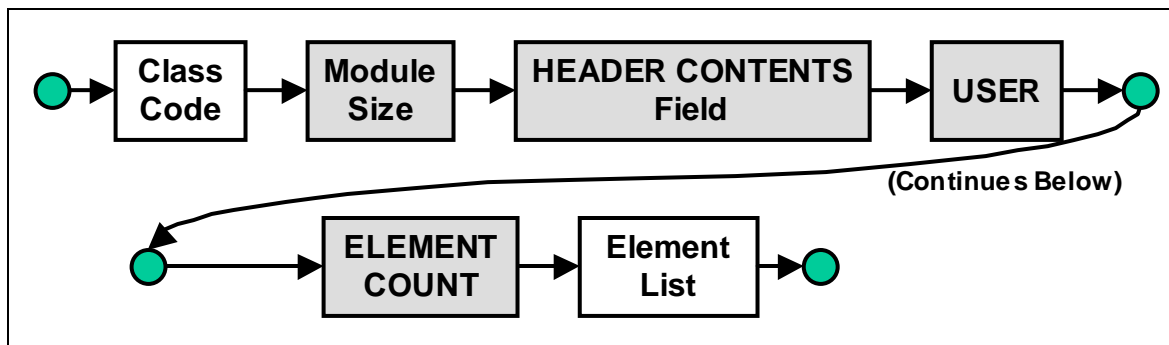 Class
Code
Module
Size
HEADER CONTENTS
Field
USER
(Continues Below)
ELEMENT
COUNT
Element
List